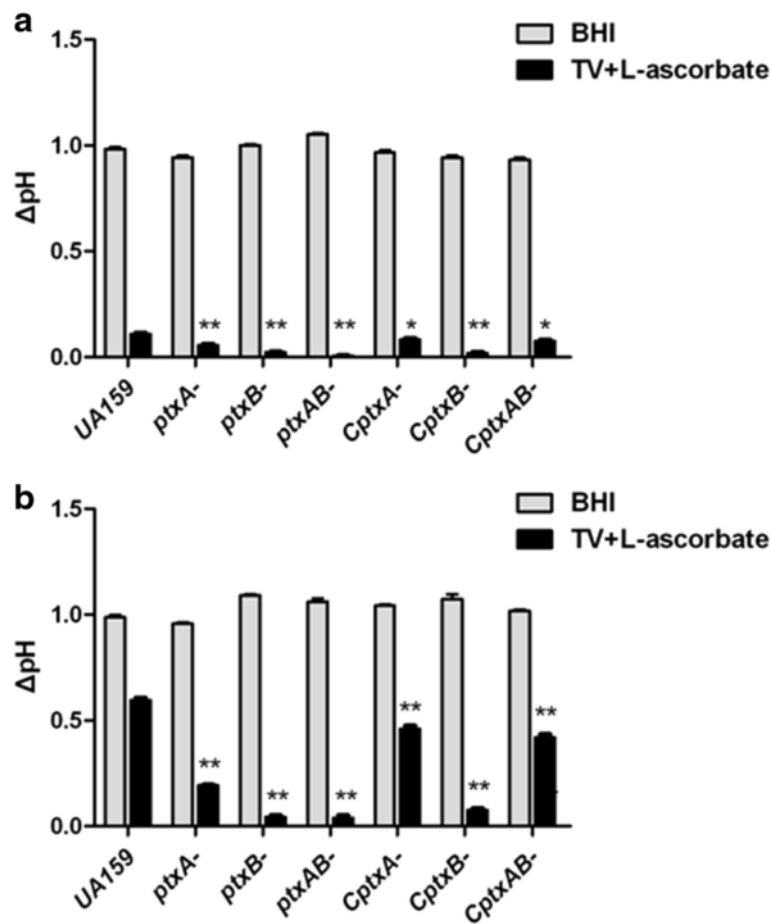 a
1.5
1.0
0.5
0.0
ΔpH
BHI
TV+L-ascorbate
** ** ** * ** *
UA159 ptxA- ptxB- ptxAB- CptxA- CptxB- CptxAB-
b
1.5
1.0
0.5
0.0
ΔpH
BHI
TV+L-ascorbate
** ** ** ** ** **
UA159 ptxA- ptxB- ptxAB- CptxA- CptxB- CptxAB-